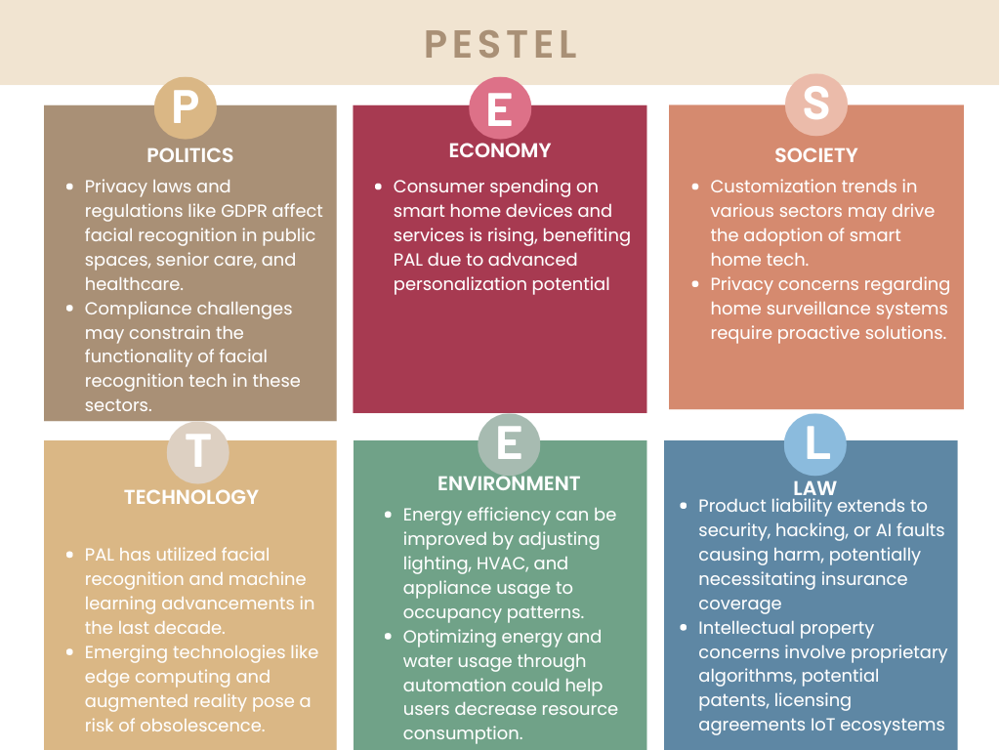 PESTEL
P
POLITICS
• Privacy laws and
regulations like GDPR affect
facial recognition in public
spaces, senior care, and
healthcare.
• Compliance challenges
may constrain the
functionality of facial
recognition tech in these
sectors.
E
ECONOMY
• Consumer spending on
smart home devices and
services is rising, benefiting
PAL due to advanced
personalization potential
S
SOCIETY
• Customization trends in
various sectors may drive
the adoption of smart
home tech.
• Privacy concerns regarding
home surveillance systems
require proactive solutions.
T
TECHNOLOGY
• PAL has utilized facial
recognition and machine
learning advancements in
the last decade.
• Emerging technologies like
edge computing and
augmented reality pose a
risk of obsolescence.
E
ENVIRONMENT
• Energy efficiency can be
improved by adjusting
lighting, HVAC, and
appliance usage to
occupancy patterns.
• Optimizing energy and
water usage through
automation could help
users decrease resource
consumption.
L
LAW
• Product liability extends to
security, hacking, or AI faults
causing harm, potentially
necessitating insurance
coverage
• Intellectual property
concerns involve proprietary
algorithms, potential
patents, licensing
agreements IoT ecosystems